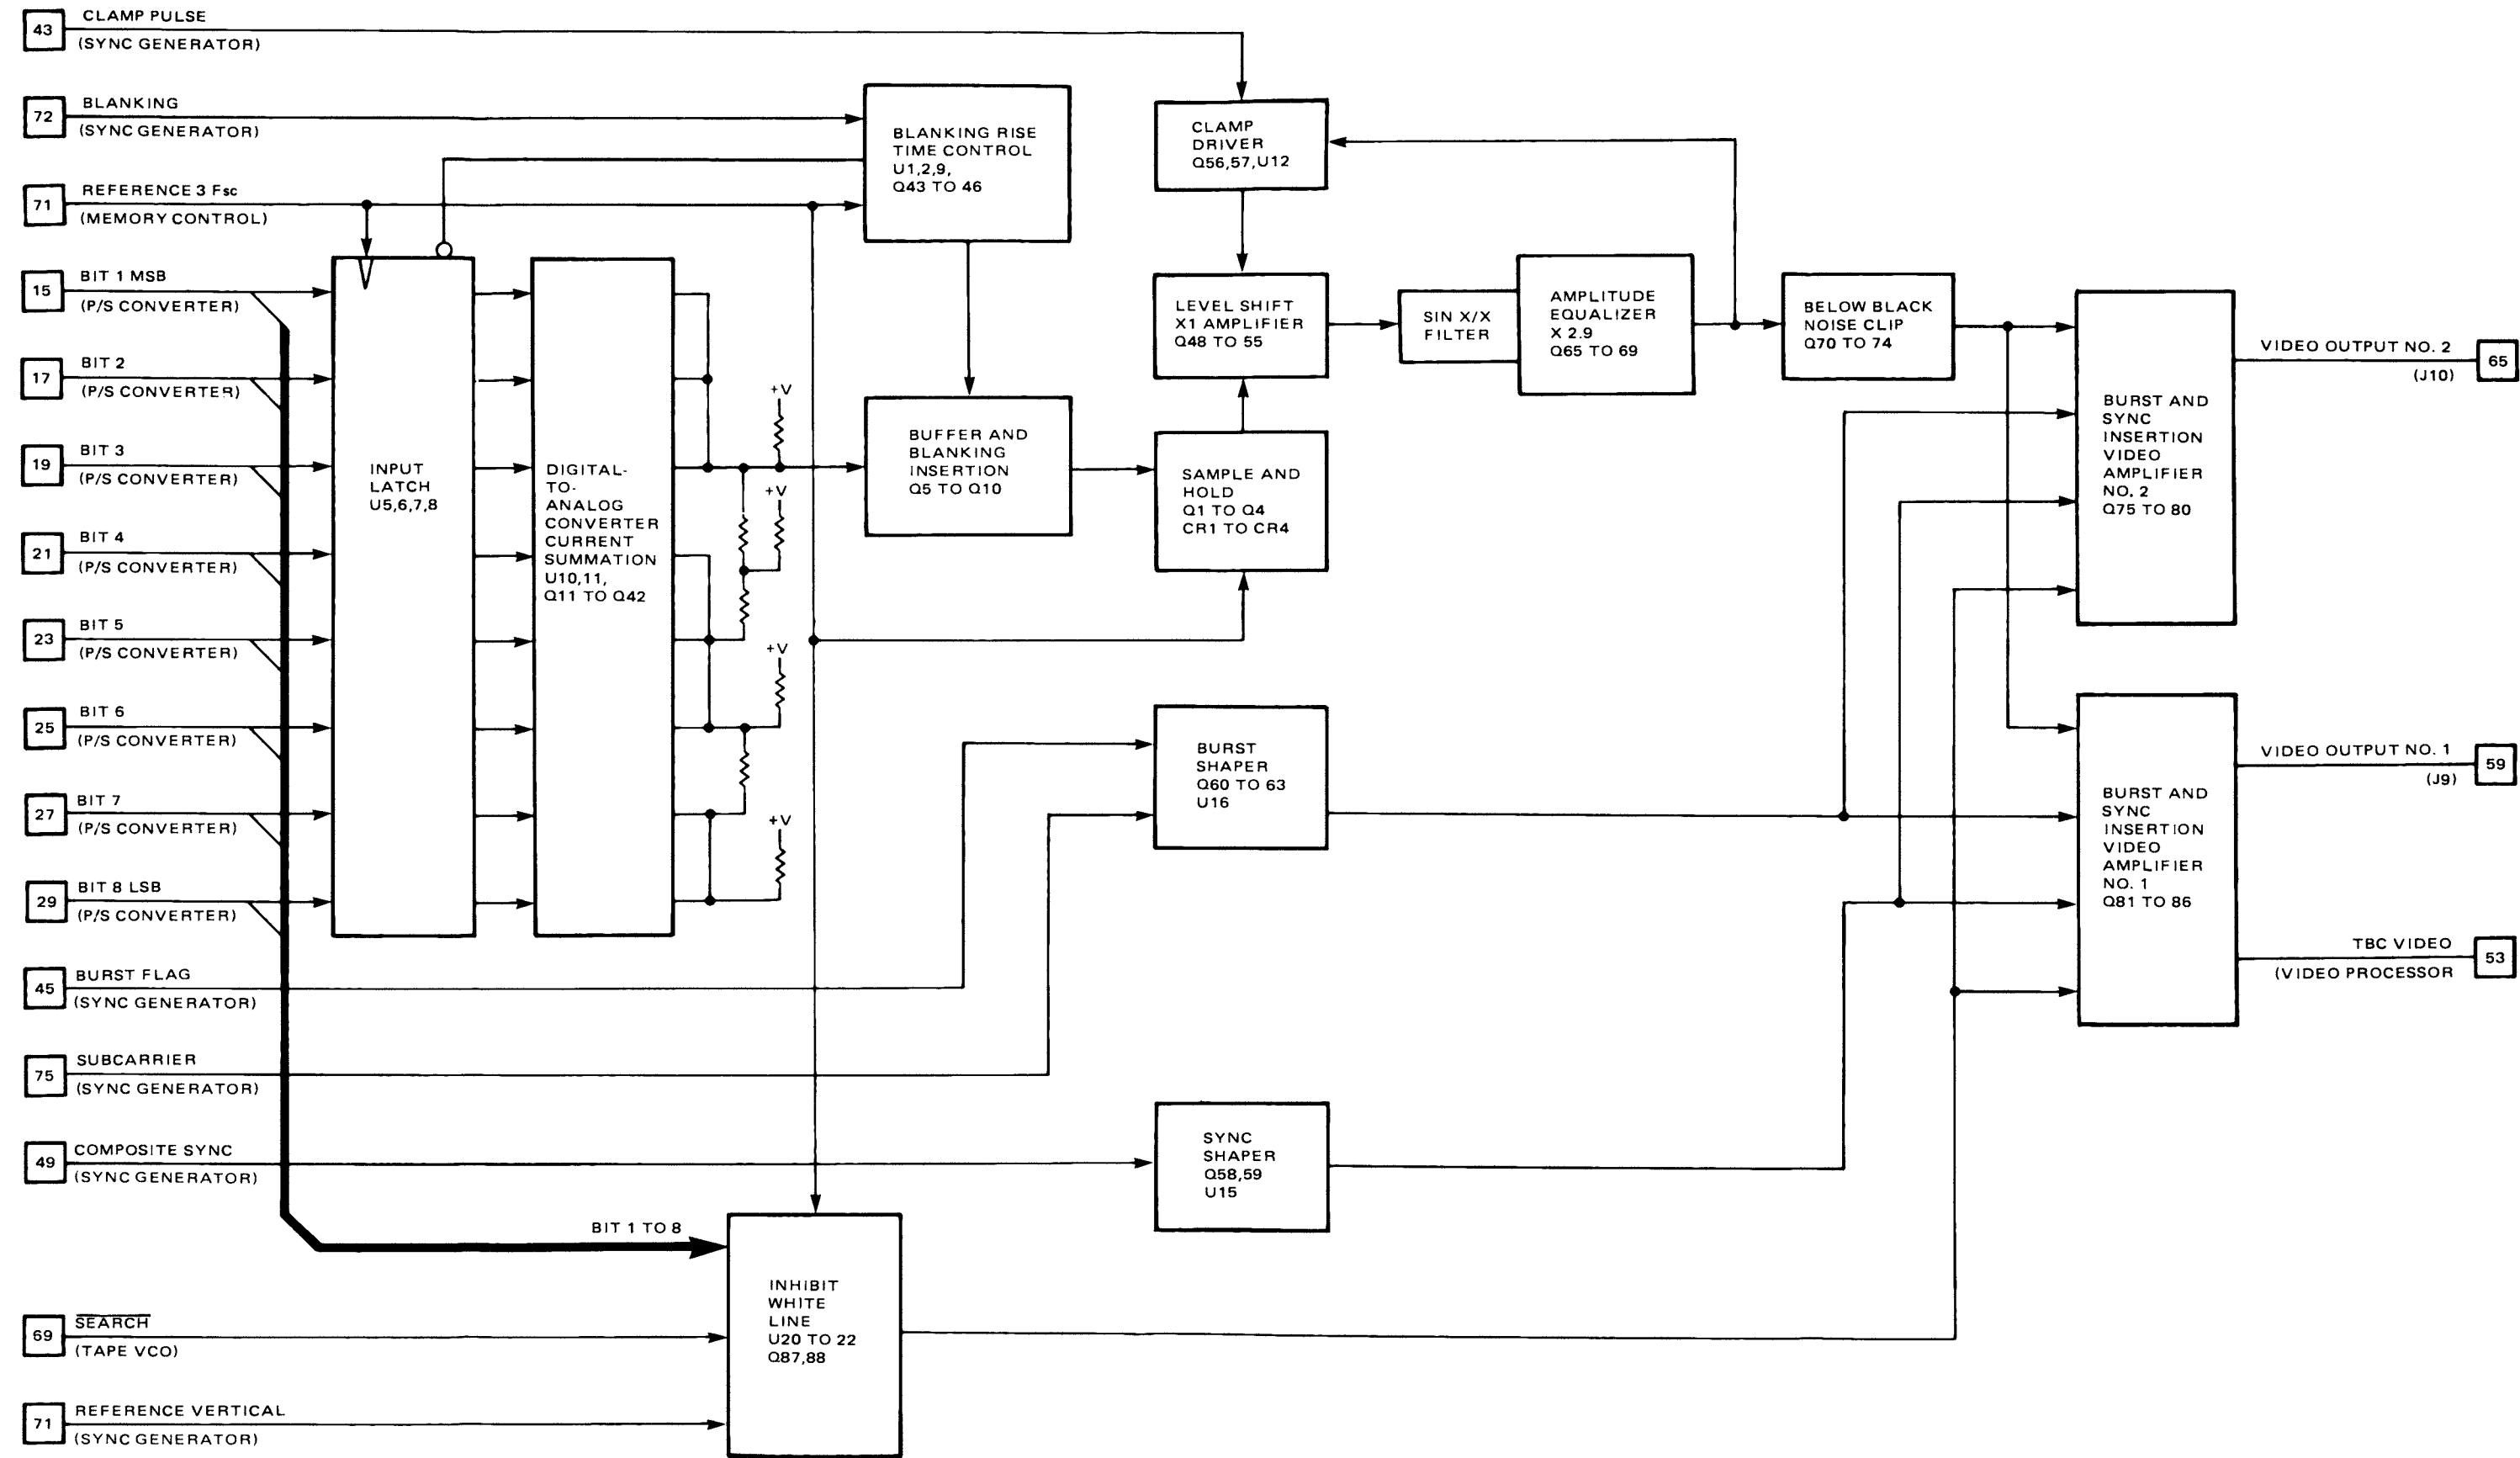 43
CLAMP PULSE
(SYNC GENERATOR)
72
BLANKING
(SYNC GENERATOR)
71
REFERENCE 3 Fsc
(MEMORY CONTROL)
15
BIT 1 MSB
(P/S CONVERTER)
17
BIT 2
(P/S CONVERTER)
19
BIT 3
(P/S CONVERTER)
21
BIT 4
(P/S CONVERTER)
23
BIT 5
(P/S CONVERTER)
25
BIT 6
(P/S CONVERTER)
27
BIT 7
(P/S CONVERTER)
29
BIT 8 LSB
(P/S CONVERTER)
45
BURST FLAG
(SYNC GENERATOR)
75
SUBCARRIER
(SYNC GENERATOR)
49
COMPOSITE SYNC
(SYNC GENERATOR)
69
SEARCH
(TAPE VCO)
71
REFERENCE VERTICAL
(SYNC GENERATOR)
INPUT
LATCH
U5,6,7,8
DIGITAL-
TO-
ANALOG
CONVERTER
CURRENT
SUMMATION
U10,11,
Q11 TO Q42
+V
+V
+V
+V
BIT 1 TO 8
INHIBIT
WHITE
LINE
U20 TO 22
Q87,88
BLANKING RISE
TIME CONTROL
U1,2,9,
Q43 TO 46
BUFFER AND
BLANKING
INSERTION
Q5 TO Q10
CLAMP
DRIVER
Q56,57,U12
LEVEL SHIFT
X1 AMPLIFIER
Q48 TO 55
SAMPLE AND
HOLD
Q1 TO Q4
CR1 TO CR4
BURST
SHAPER
Q60 TO 63
U16
SYNC
SHAPER
Q58,59
U15
SIN X/X
FILTER
AMPLITUDE
EQUALIZER
X 2.9
Q65 TO 69
BELOW BLACK
NOISE CLIP
Q70 TO 74
BURST AND
SYNC
INSERTION
VIDEO
AMPLIFIER
NO. 2
Q75 TO 80
BURST AND
SYNC
INSERTION
VIDEO
AMPLIFIER
NO. 1
Q81 TO 86
VIDEO OUTPUT NO. 2
(J10)
65
VIDEO OUTPUT NO. 1
(J9)
59
TBC VIDEO
(VIDEO PROCESSOR
53